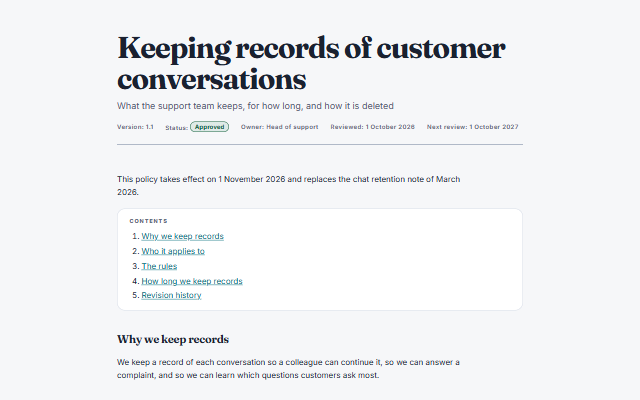 Keeping records of customer
conversations
What the support team keeps, for how long, and how it is deleted
Version: 1.1 Status: Approved Owner: Head of support Reviewed: 1 October 2026 Next review: 1 October 2027
This policy takes effect on 1 November 2026 and replaces the chat retention note of March
2026.
CONTENTS
1. Why we keep records
2. Who it applies to
3. The rules
4. How long we keep records
5. Revision history
Why we keep records
We keep a record of each conversation so a colleague can continue it, so we can answer a
complaint, and so we can learn which questions customers ask most.